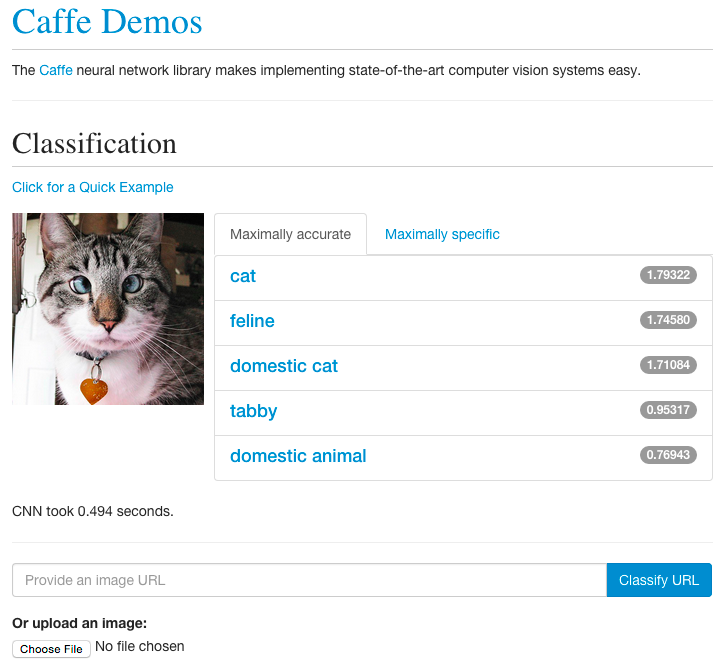 Caffe Demos
The Caffe neural network library makes implementing state-of-the-art computer vision systems easy.
Classification
Click for a Quick Example
Maximally accurate
Maximally specific
cat 1.79322
feline 1.74580
domestic cat 1.71084
tabby 0.95317
domestic animal 0.76943
CNN took 0.494 seconds.
Provide an image URL
Classify URL
Or upload an image:
Choose File No file chosen